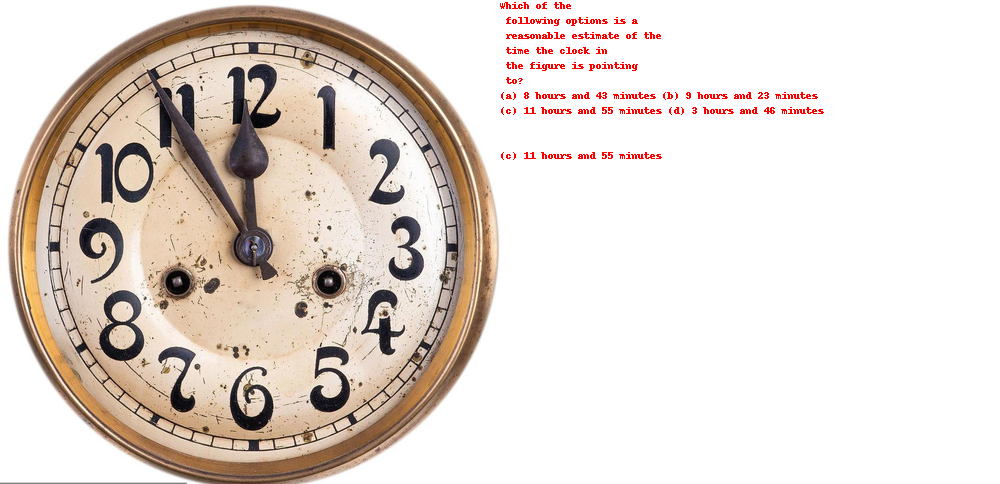 Which of the
following options is a
reasonable estimate of the
time the clock in
the figure is pointing
to?
(a) 8 hours and 43 minutes (b) 9 hours and 23 minutes
(c) 11 hours and 55 minutes (d) 3 hours and 46 minutes
(c) 11 hours and 55 minutes
12
1
2
3
4
5
6
7
8
9
10
11